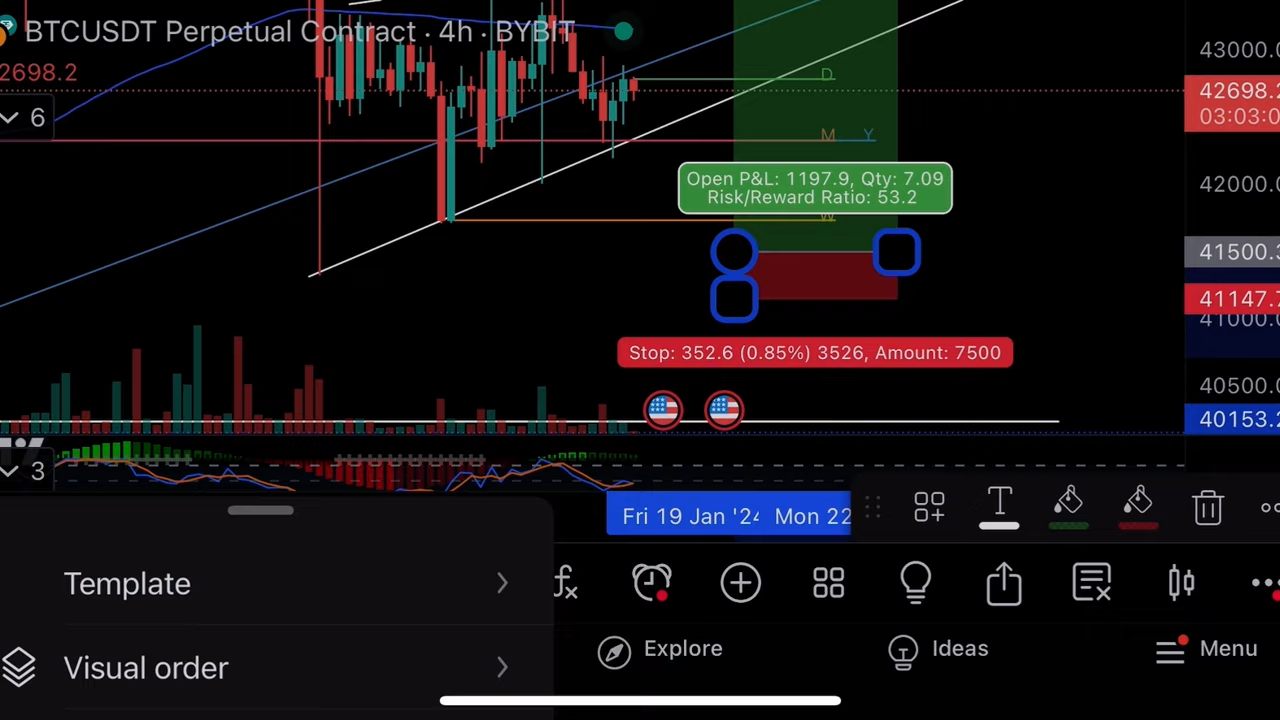 BTCUSDT Perpetual Contract · 4h · BYBIT
2698.2
6
43000.0
42698.2
03:03:0
D
M
Y
42000.0
Open P&L: 1197.9, Qty: 7.09
Risk/Reward Ratio: 53.2
W
41500.3
41147.7
41000.0
Stop: 352.6 (0.85%) 3526, Amount: 7500
40500.0
40153.2
3
Fri 19 Jan '24
Mon 22
T
Template
Visual order
Explore
Ideas
Menu